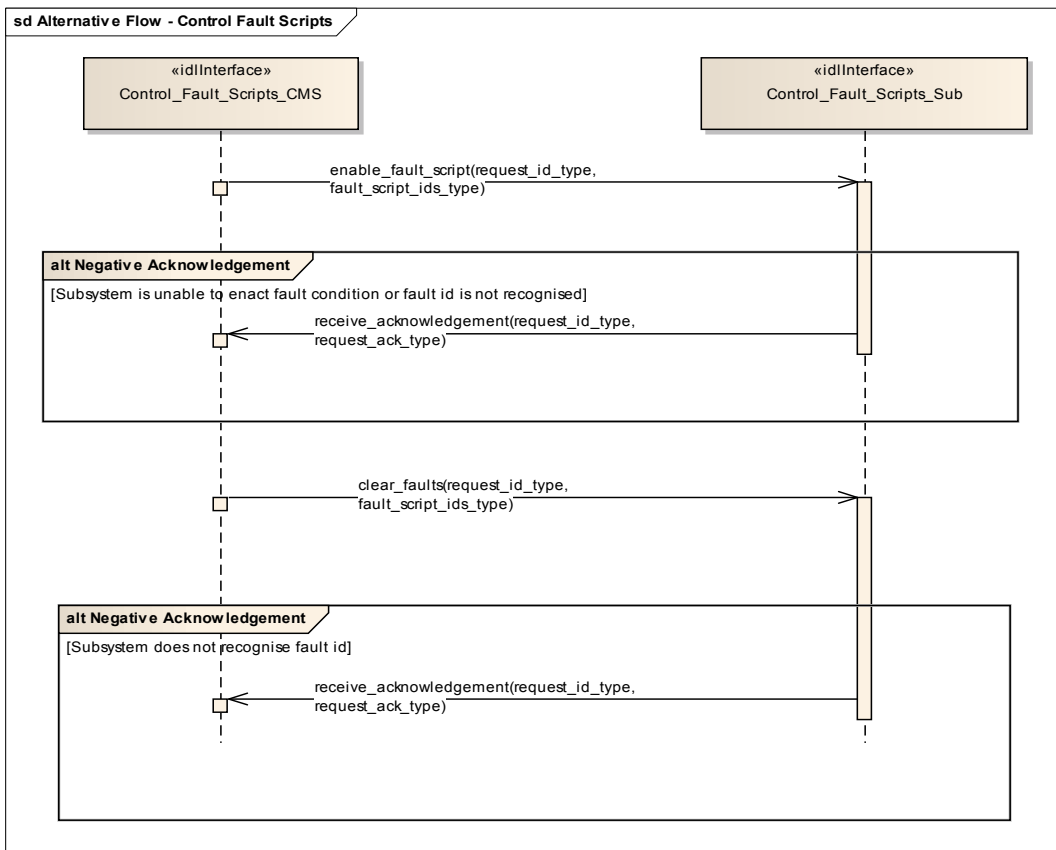 sd Alternative Flow - Control Fault Scripts
«idlInterface»
Control_Fault_Scripts_CMS
«idlInterface»
Control_Fault_Scripts_Sub
enable_fault_script(request_id_type,
fault_script_ids_type)
alt Negative Acknowledgement
[Subsystem is unable to enact fault condition or fault id is not recognised]
receive_acknowledgement(request_id_type,
request_ack_type)
clear_faults(request_id_type,
fault_script_ids_type)
alt Negative Acknowledgement
[Subsystem does not recognise fault id]
receive_acknowledgement(request_id_type,
request_ack_type)